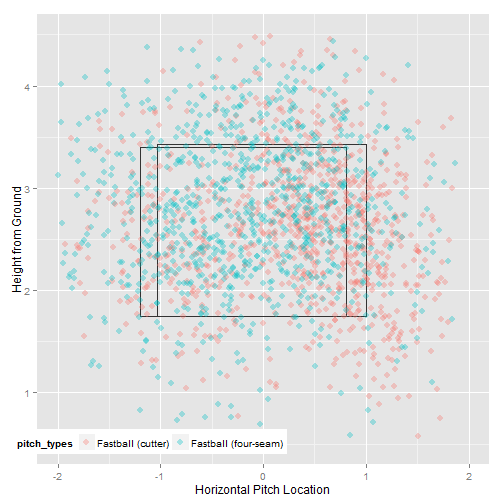 Height from Ground
4
3
2
1
pitch_types Fastball (cutter) Fastball (four-seam)
-2 -1 0 1 2
Horizontal Pitch Location